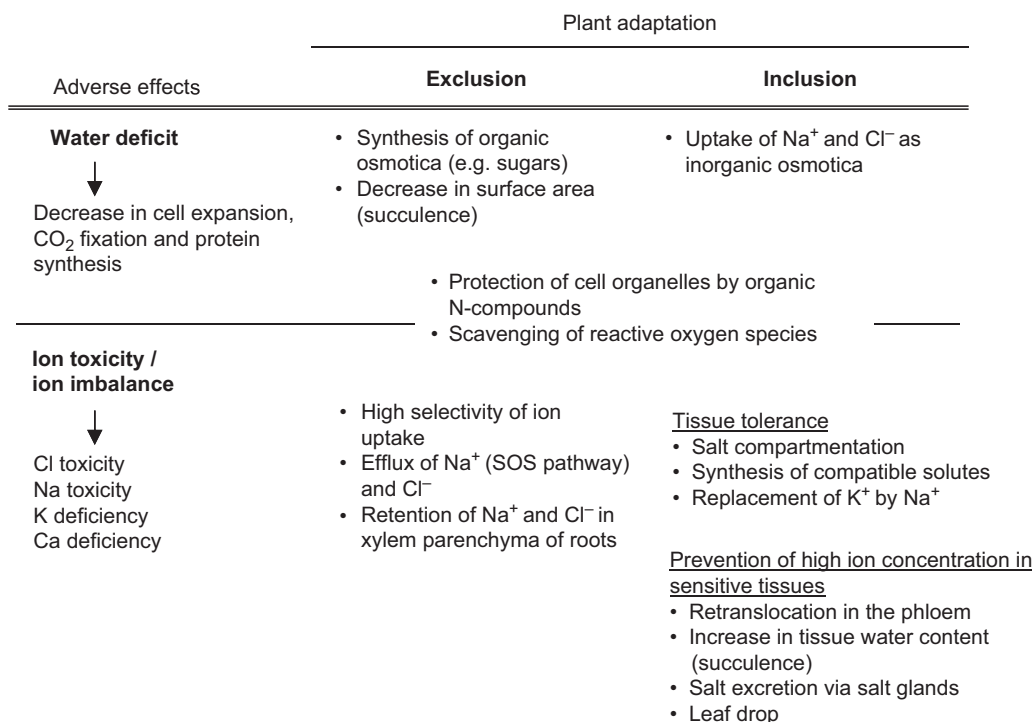 Plant adaptation
Adverse effects
Exclusion
Inclusion
Water deficit
Decrease in cell expansion,
CO₂ fixation and protein
synthesis
• Synthesis of organic
osmotica (e.g. sugars)
• Decrease in surface area
(succulence)
• Uptake of Na⁺ and Cl⁻ as
inorganic osmotica
• Protection of cell organelles by organic
N-compounds
• Scavenging of reactive oxygen species
Ion toxicity /
ion imbalance
Cl toxicity
Na toxicity
K deficiency
Ca deficiency
• High selectivity of ion
uptake
• Efflux of Na⁺ (SOS pathway)
and Cl⁻
• Retention of Na⁺ and Cl⁻ in
xylem parenchyma of roots
Tissue tolerance
• Salt compartmentation
• Synthesis of compatible solutes
• Replacement of K⁺ by Na⁺
Prevention of high ion concentration in
sensitive tissues
• Retranslocation in the phloem
• Increase in tissue water content
(succulence)
• Salt excretion via salt glands
• Leaf drop